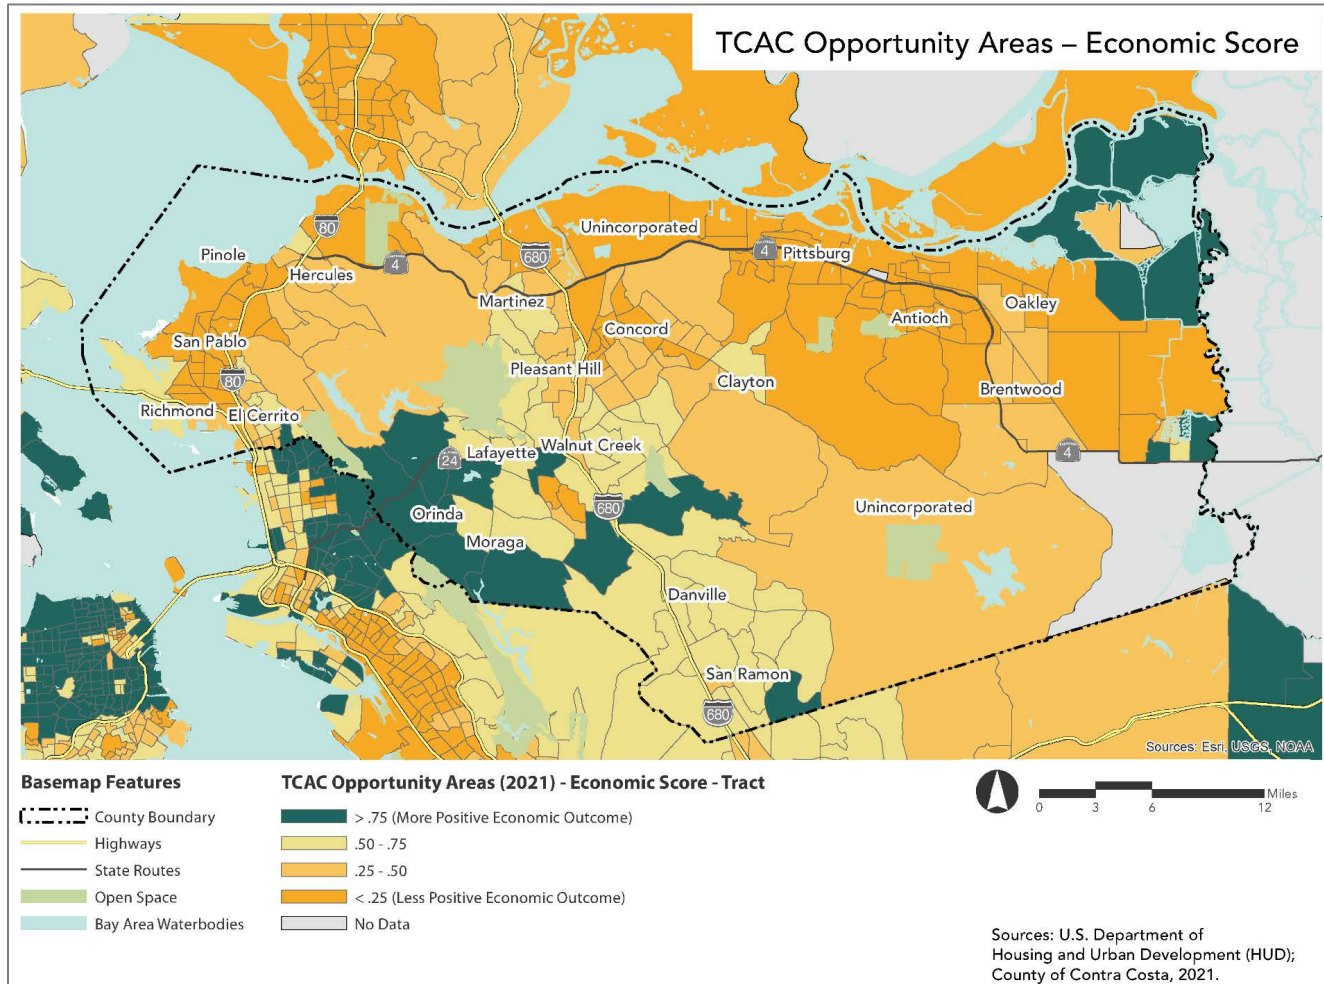 TCAC Opportunity Areas – Economic Score
80
Unincorporated
Pinole
680
4
Pittsburg
4
Hercules
Martinez
Oakley
Antioch
Concord
San Pablo
Pleasant Hill
80
Clayton
Brentwood
Richmond
El Cerrito
Walnut Creek
Lafayette
4
24
Unincorporated
680
Orinda
Moraga
Danville
San Ramon
680
Sources: Esri, USGS, NOAA
Basemap Features
County Boundary
Highways
State Routes
Open Space
Bay Area Waterbodies
TCAC Opportunity Areas (2021) - Economic Score - Tract
> .75 (More Positive Economic Outcome)
.50 - .75
.25 - .50
< .25 (Less Positive Economic Outcome)
No Data
Miles
0 3 6 12
Sources: U.S. Department of
Housing and Urban Development (HUD);
County of Contra Costa, 2021.